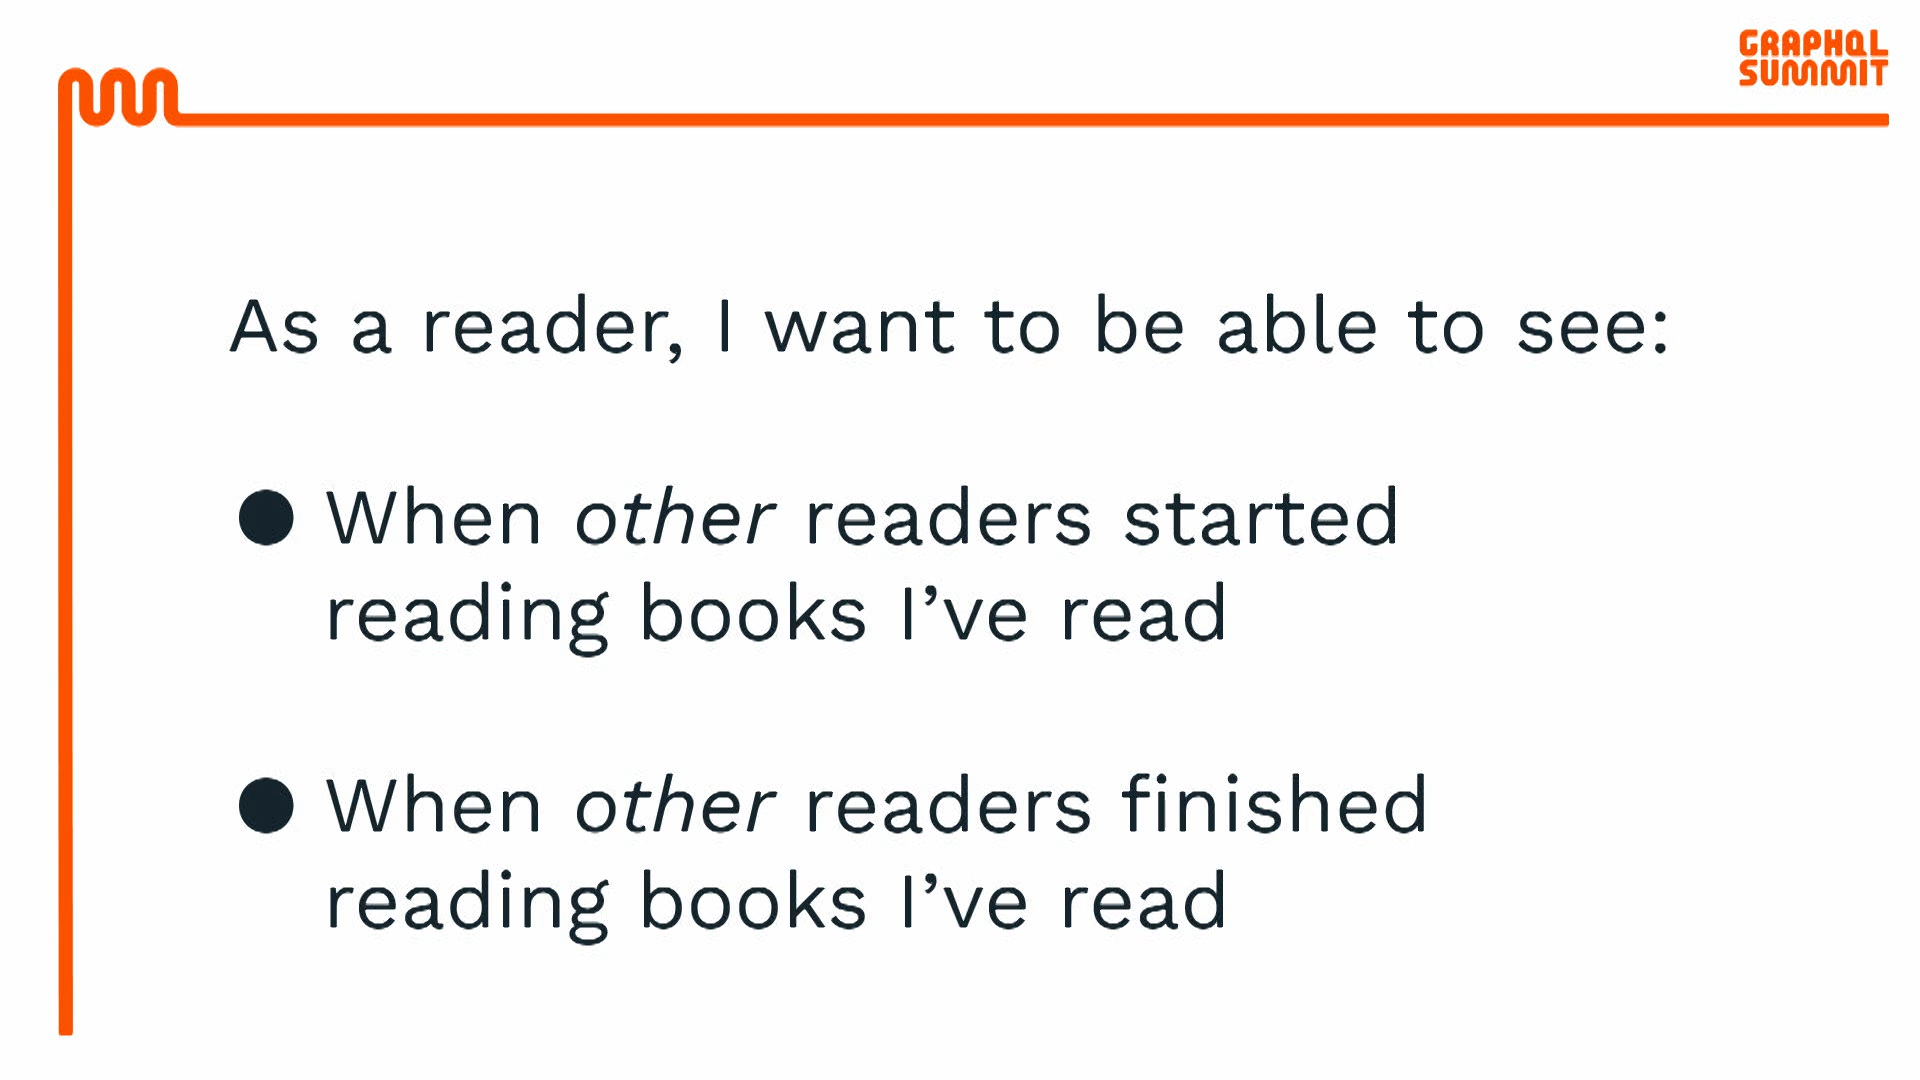 GRAPHQL
SUMMIT
As a reader, I want to be able to see:
● When other readers started
reading books I’ve read
● When other readers finished
reading books I’ve read